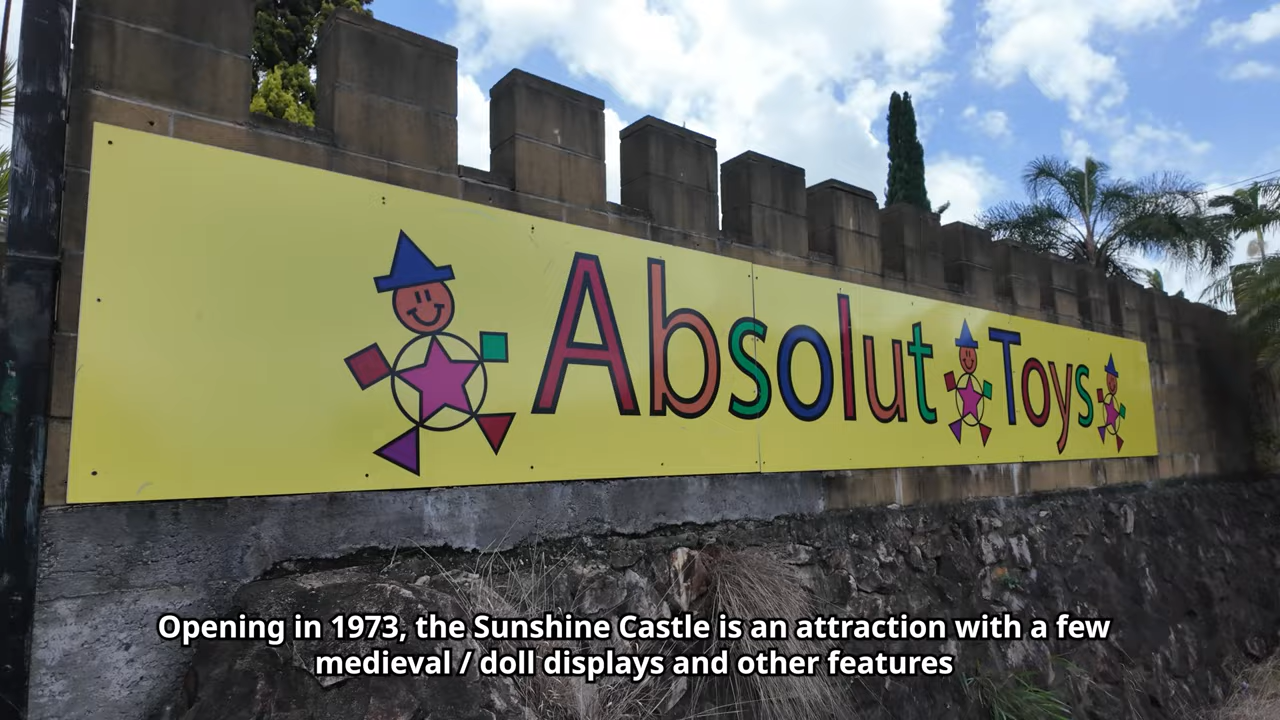 Absolut Toys
Opening in 1973, the Sunshine Castle is an attraction with a few
medieval / doll displays and other features